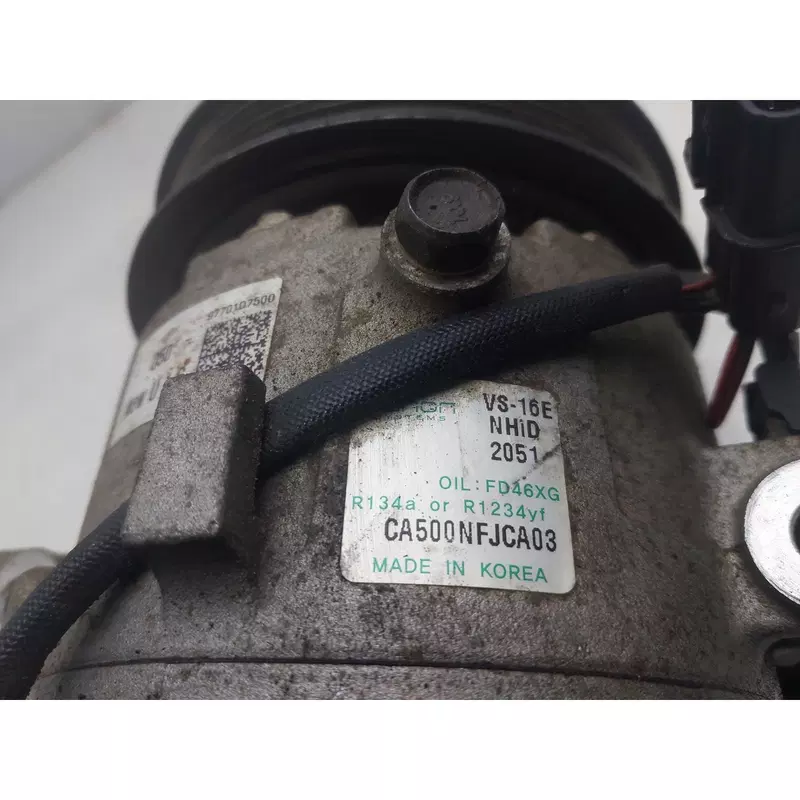 97701D7500
VS-16E
NHiD
2051
OIL: FD46XG
R134a or R1234yf
CA500NFJCA03
MADE IN KOREA